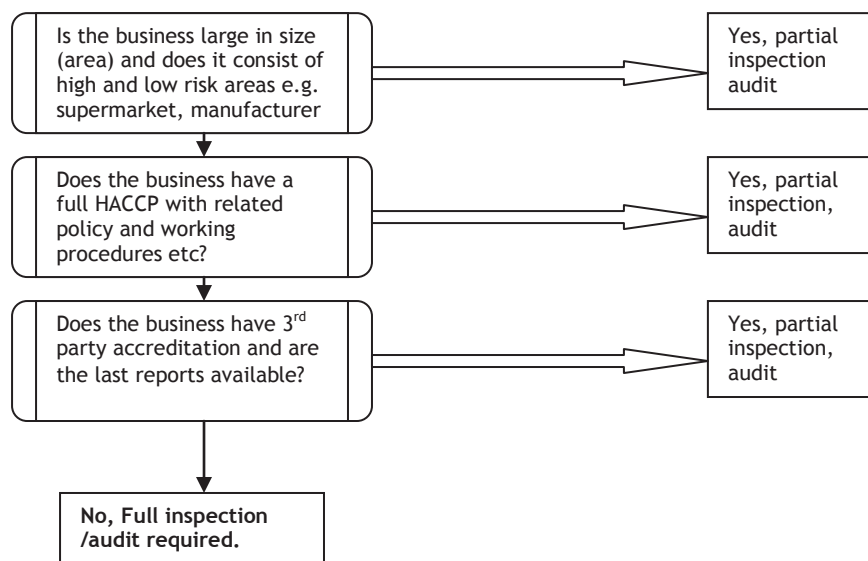 Is the business large in size
(area) and does it consist of
high and low risk areas e.g.
supermarket, manufacturer
Yes, partial
inspection
audit
Does the business have a
full HACCP with related
policy and working
procedures etc?
Yes, partial
inspection,
audit
Does the business have 3rd
party accreditation and are
the last reports available?
Yes, partial
inspection,
audit
No, Full inspection
/audit required.